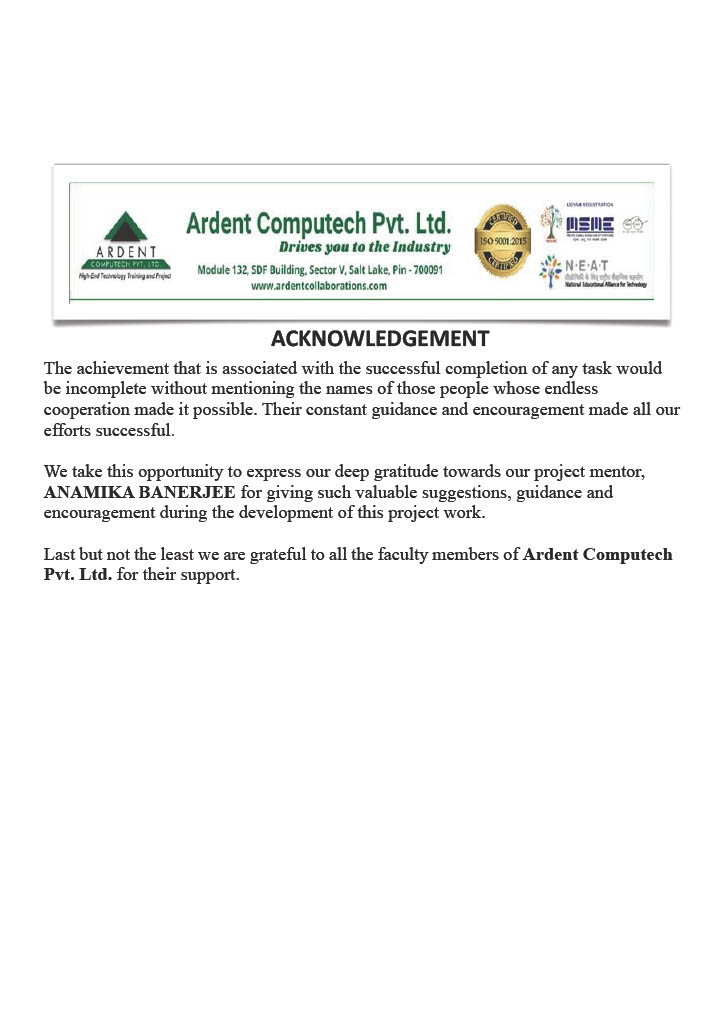 ARDENT
COMPUTECH PVT. LTD.
High-End Technology Training and Project
Ardent Computech Pvt. Ltd.
Drives you to the Industry
Module 132, SDF Building, Sector V, Salt Lake, Pin - 700091
www.ardentcollaborations.com
CERTIFIED
ISO 9001:2015
CERTIFIED
UDYAM REGISTRATION
MSME
N·E·A·T
National Educational Alliance for Technology
ACKNOWLEDGEMENT
The achievement that is associated with the successful completion of any task would
be incomplete without mentioning the names of those people whose endless
cooperation made it possible. Their constant guidance and encouragement made all our
efforts successful.
We take this opportunity to express our deep gratitude towards our project mentor,
ANAMIKA BANERJEE for giving such valuable suggestions, guidance and
encouragement during the development of this project work.
Last but not the least we are grateful to all the faculty members of Ardent Computech
Pvt. Ltd. for their support.